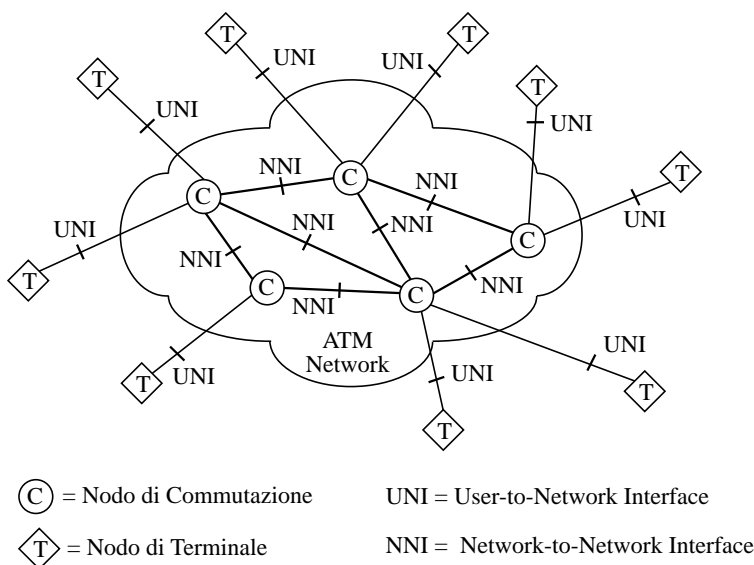 T
UNI
T
UNI
T
T
UNI
T
UNI
UNI
T
UNI
T
UNI
C
NNI
C
NNI
C
NNI
NNI
NNI
C
NNI
NNI
C
ATM
Network
UNI
T
UNI
T
UNI
T
C = Nodo di Commutazione
UNI = User-to-Network Interface
T = Nodo di Terminale
NNI = Network-to-Network Interface